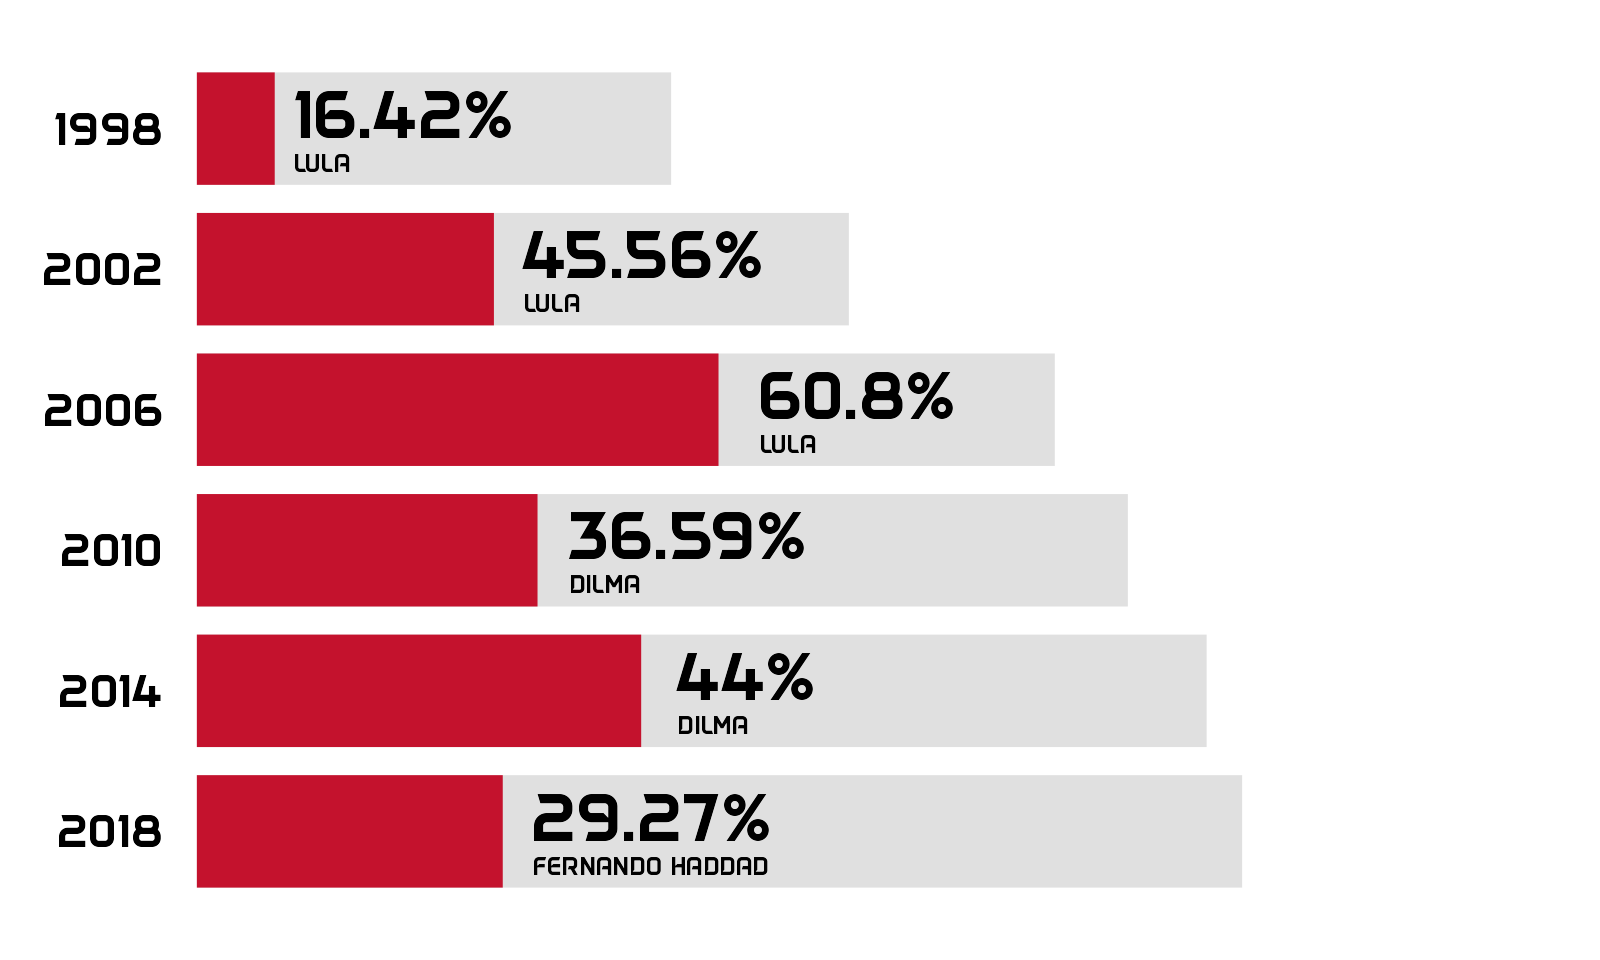 1998
16.42%
LULA
2002
45.56%
LULA
2006
60.8%
LULA
2010
36.59%
DILMA
2014
44%
DILMA
2018
29.27%
FERNANDO HADDAD